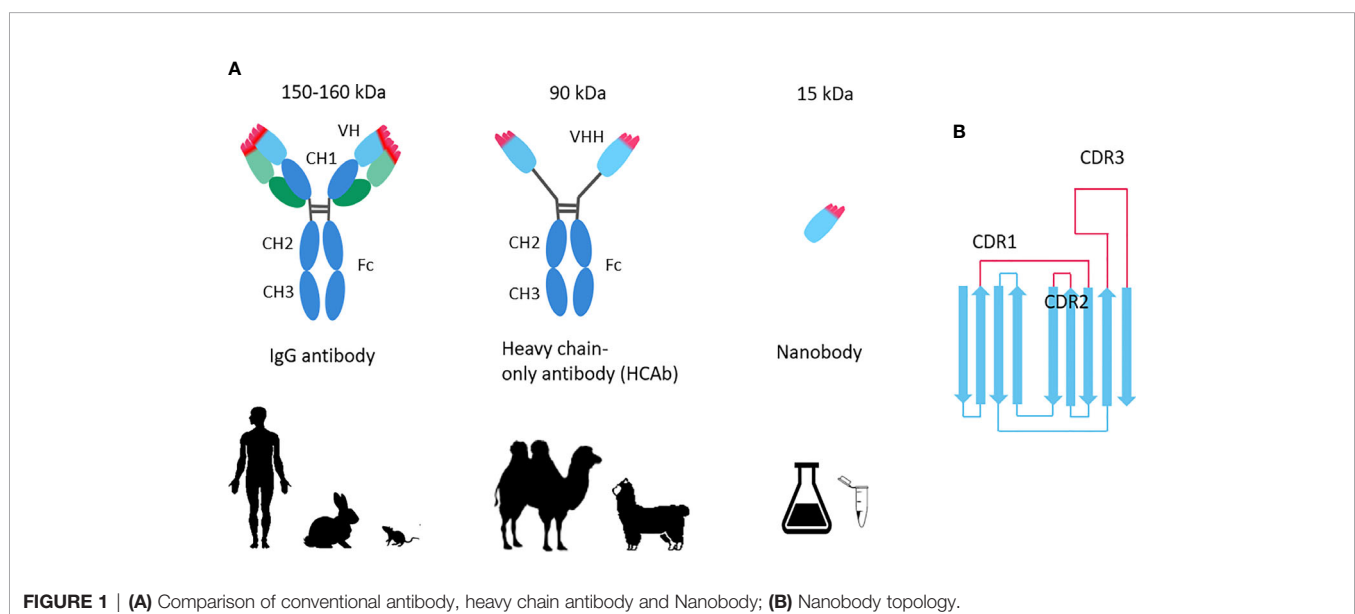 A
150-160 kDa
VH
CH1
CH2
Fc
CH3
IgG antibody
90 kDa
VHH
CH2
Fc
CH3
Heavy chain-
only antibody (HCAb)
15 kDa
Nanobody
B
CDR3
CDR1
CDR2
FIGURE 1 | (A) Comparison of conventional antibody, heavy chain antibody and Nanobody; (B) Nanobody topology.